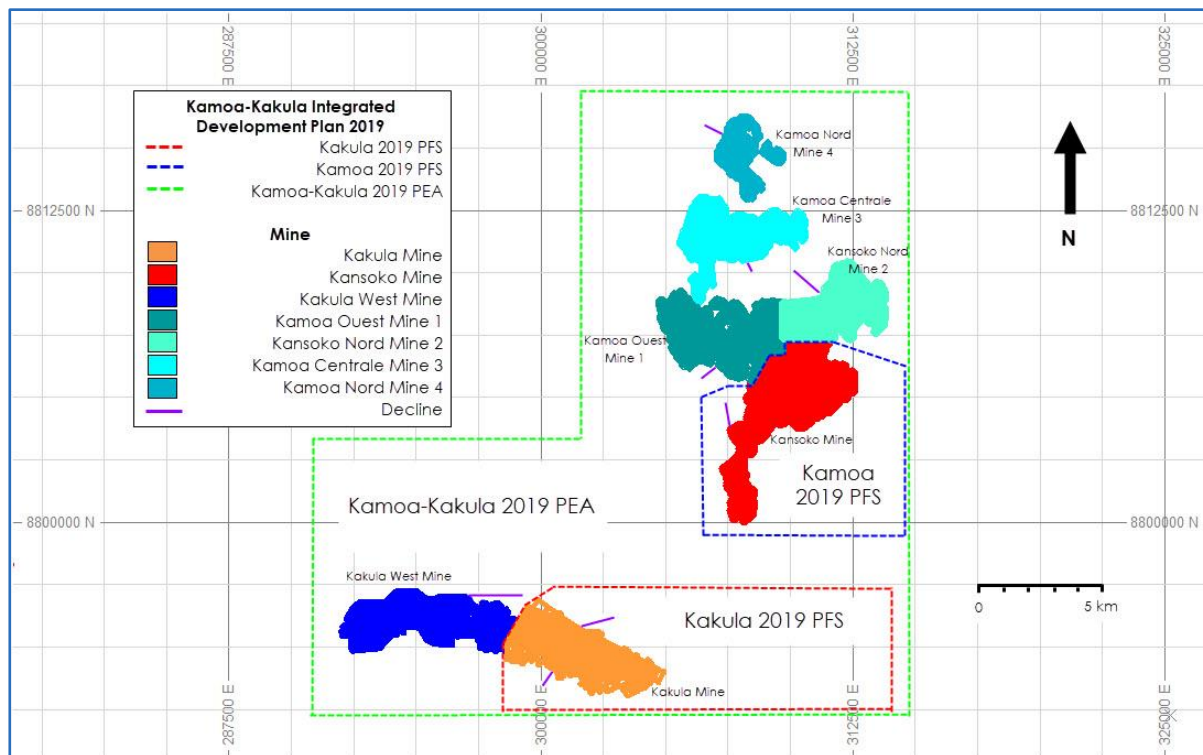 287500 E
300000 E
312500 E
325000 E
Kamoa-Kakula Integrated
Development Plan 2019
Kakula 2019 PFS
Kamoa 2019 PFS
Kamoa-Kakula 2019 PEA
Mine
Kakula Mine
Kansoko Mine
Kakula West Mine
Kamoa Ouest Mine 1
Kansoko Nord Mine 2
Kamoa Centrale Mine 3
Kamoa Nord Mine 4
Decline
Kamoa Nord
Mine 4
8812500 N
Kamoa Centrale
Mine 3
8812500 N
N
Kansoko Nord
Mine 2
Kamoa Ouest
Mine 1
Kansoko Mine
Kamoa
2019 PFS
Kamoa-Kakula 2019 PEA
8800000 N
8800000 N
Kakula West Mine
0
5 km
Kakula 2019 PFS
Kakula Mine
287500 E
300000 E
312500 E
325000 E